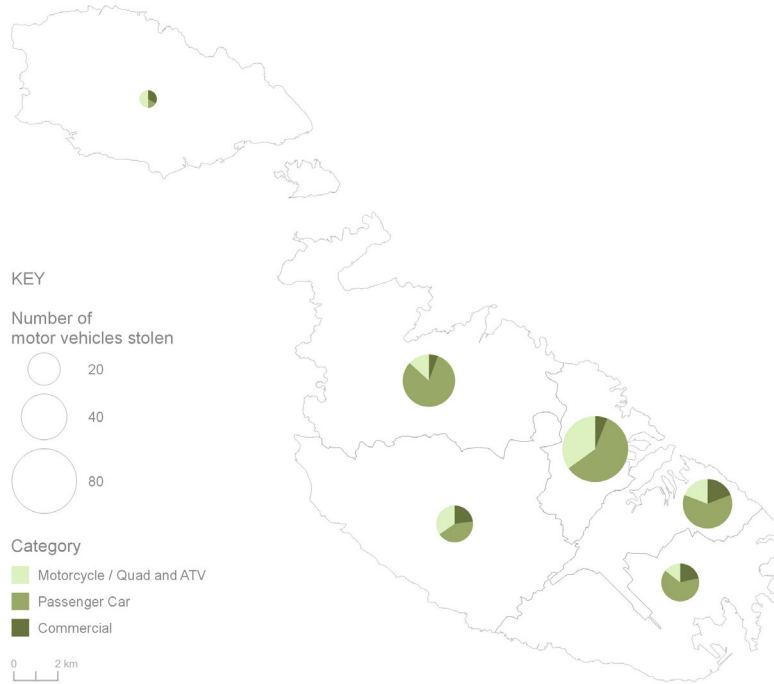 KEY
Number of
motor vehicles stolen
20
40
80
Category
Motorcycle / Quad and ATV
Passenger Car
Commercial
0 2 km